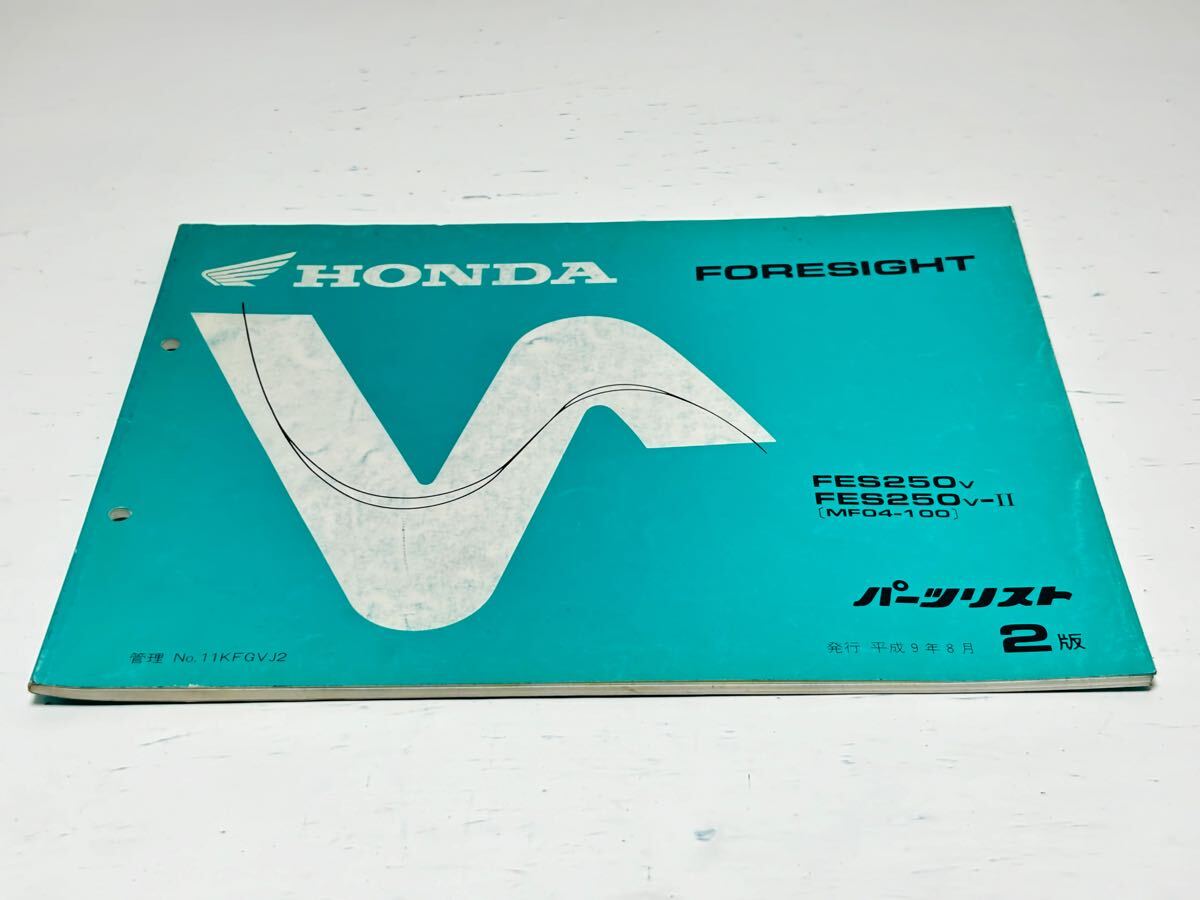 HONDA
FORESIGHT
FES250V
FES250V-II
[MF04-100]
パーツリスト
発行 平成9年8月 2版
管理 No.11KFGVJ2